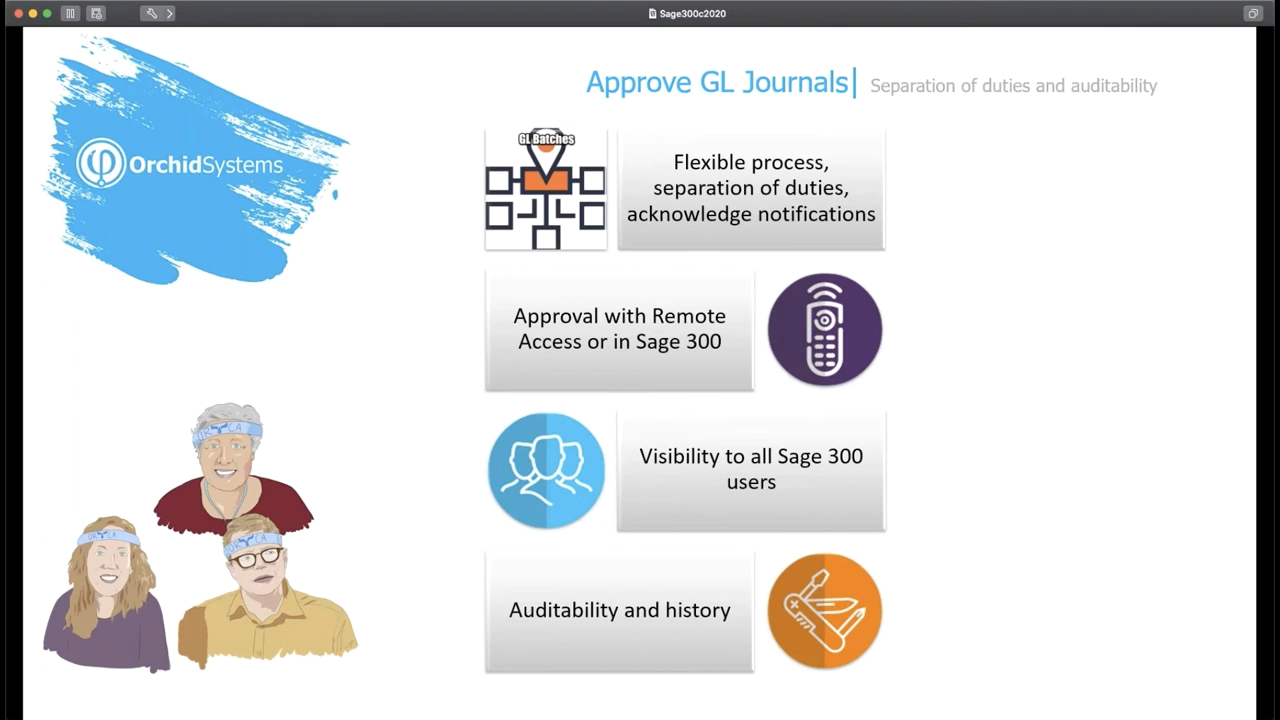 Sage300c2020
Approve GL Journals| Separation of duties and auditability
OrchidSystems
GL Batches
Flexible process,
separation of duties,
acknowledge notifications
Approval with Remote
Access or in Sage 300
Visibility to all Sage 300
users
Auditability and history